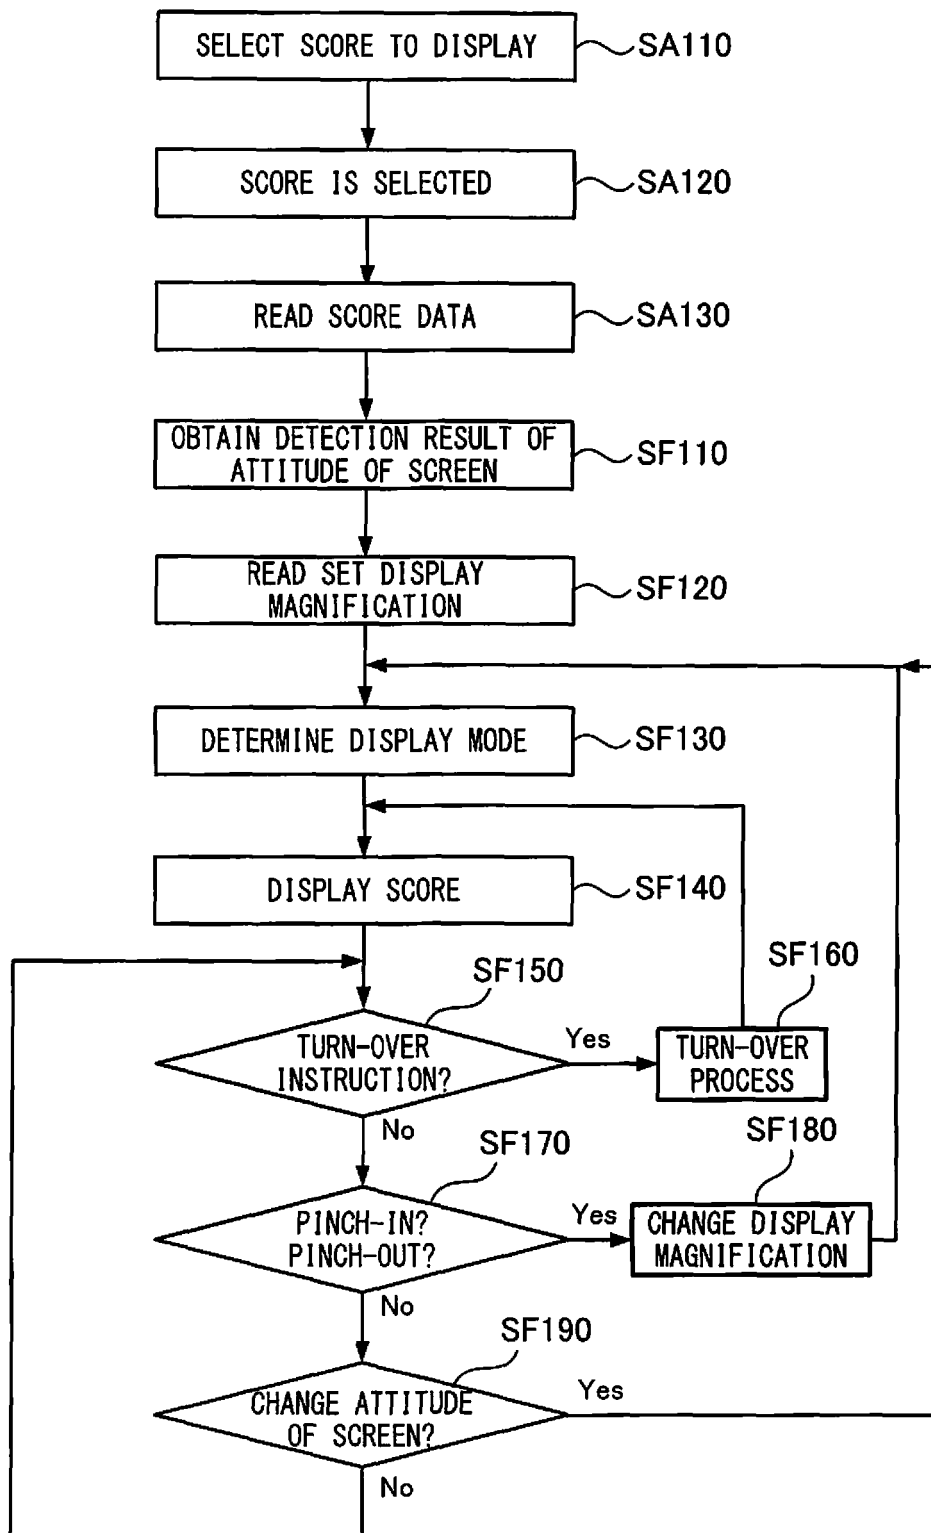 SELECT SCORE TO DISPLAY
SA110
SCORE IS SELECTED
SA120
READ SCORE DATA
SA130
OBTAIN DETECTION RESULT OF
ATTITUDE OF SCREEN
SF110
READ SET DISPLAY
MAGNIFICATION
SF120
DETERMINE DISPLAY MODE
SF130
DISPLAY SCORE
SF140
SF150
TURN-OVER
INSTRUCTION?
Yes
SF160
TURN-OVER
PROCESS
No
SF170
PINCH-IN?
PINCH-OUT?
Yes
SF180
CHANGE DISPLAY
MAGNIFICATION
No
SF190
CHANGE ATTITUDE
OF SCREEN?
Yes
No